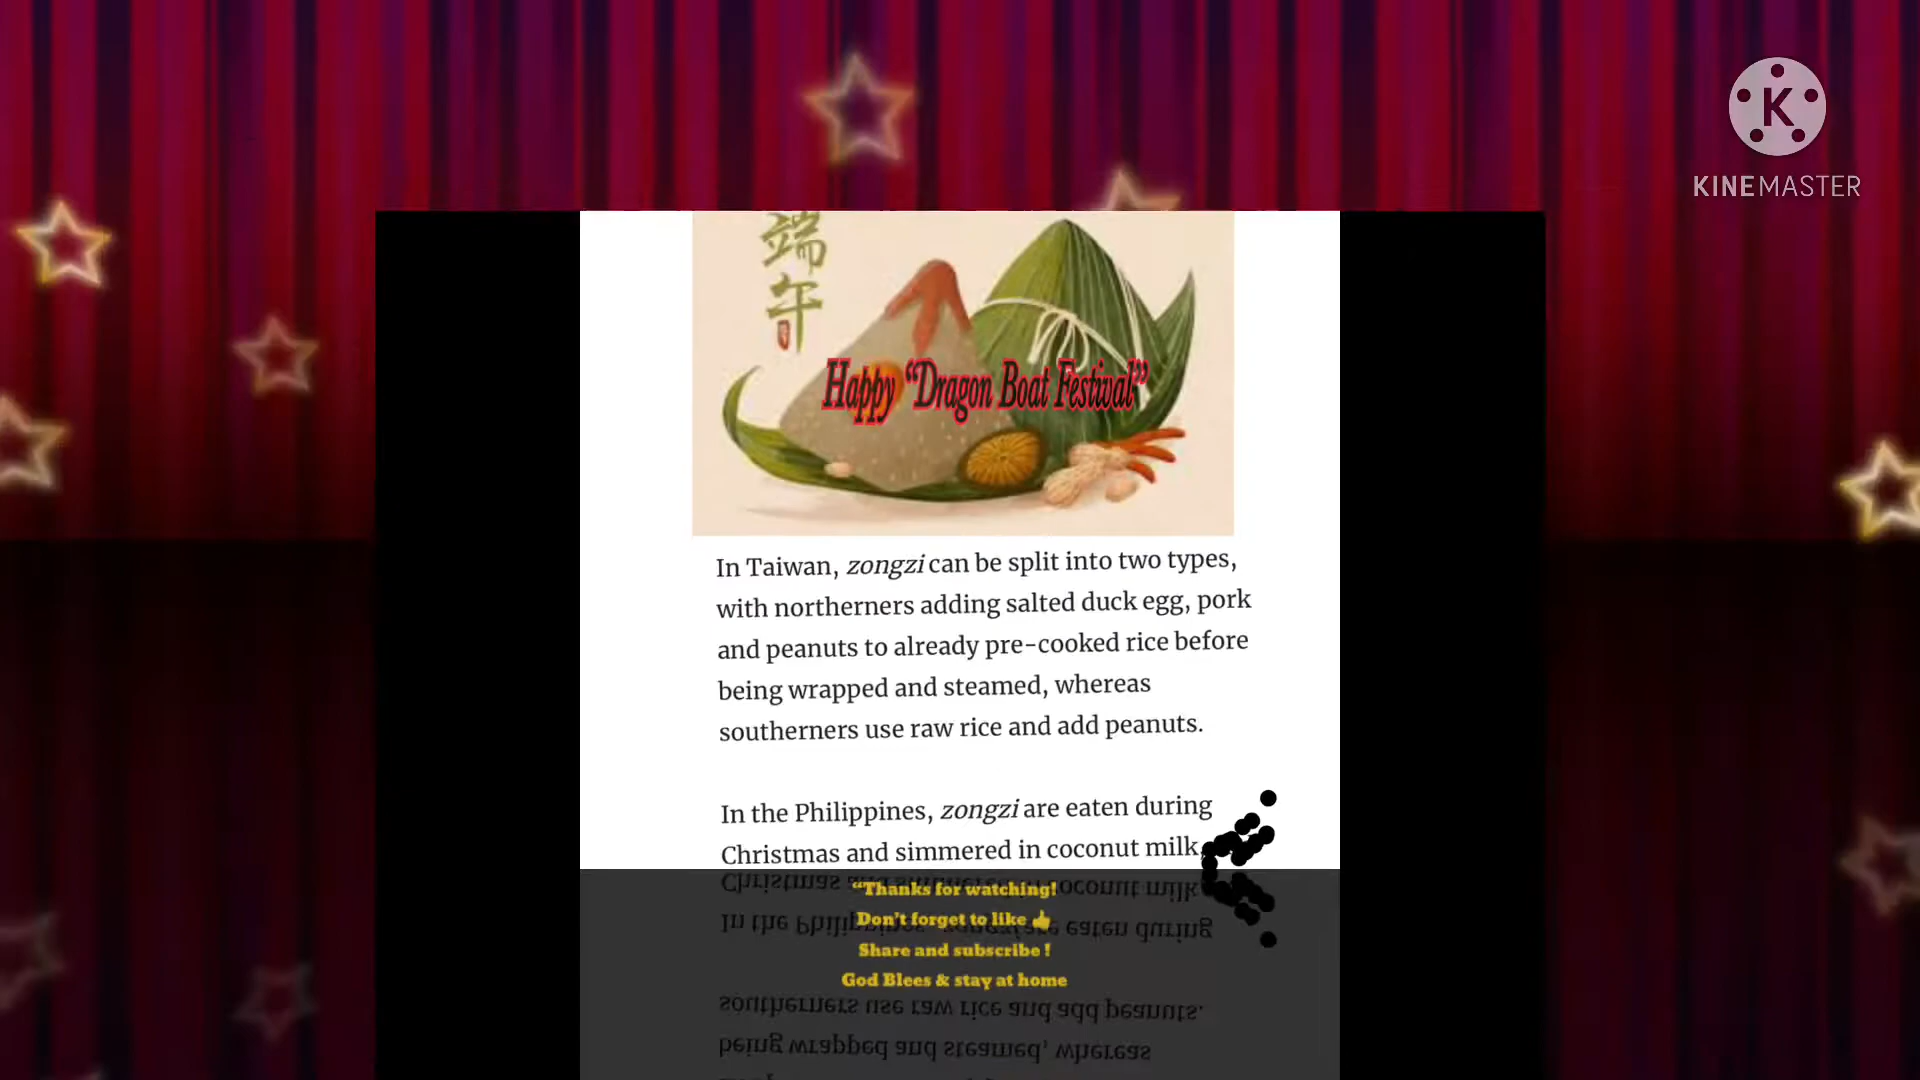 K
KINEMASTER
端
午
Happy “Dragon Boat Festival”
In Taiwan, zongzi can be split into two types,
with northerners adding salted duck egg, pork
and peanuts to already pre-cooked rice before
being wrapped and steamed, whereas
southerners use raw rice and add peanuts.
In the Philippines, zongzi are eaten during
Christmas and simmered in coconut milk
“Thanks for watching!
Don't forget to like 👍
Share and subscribe !
God Blees & stay at home